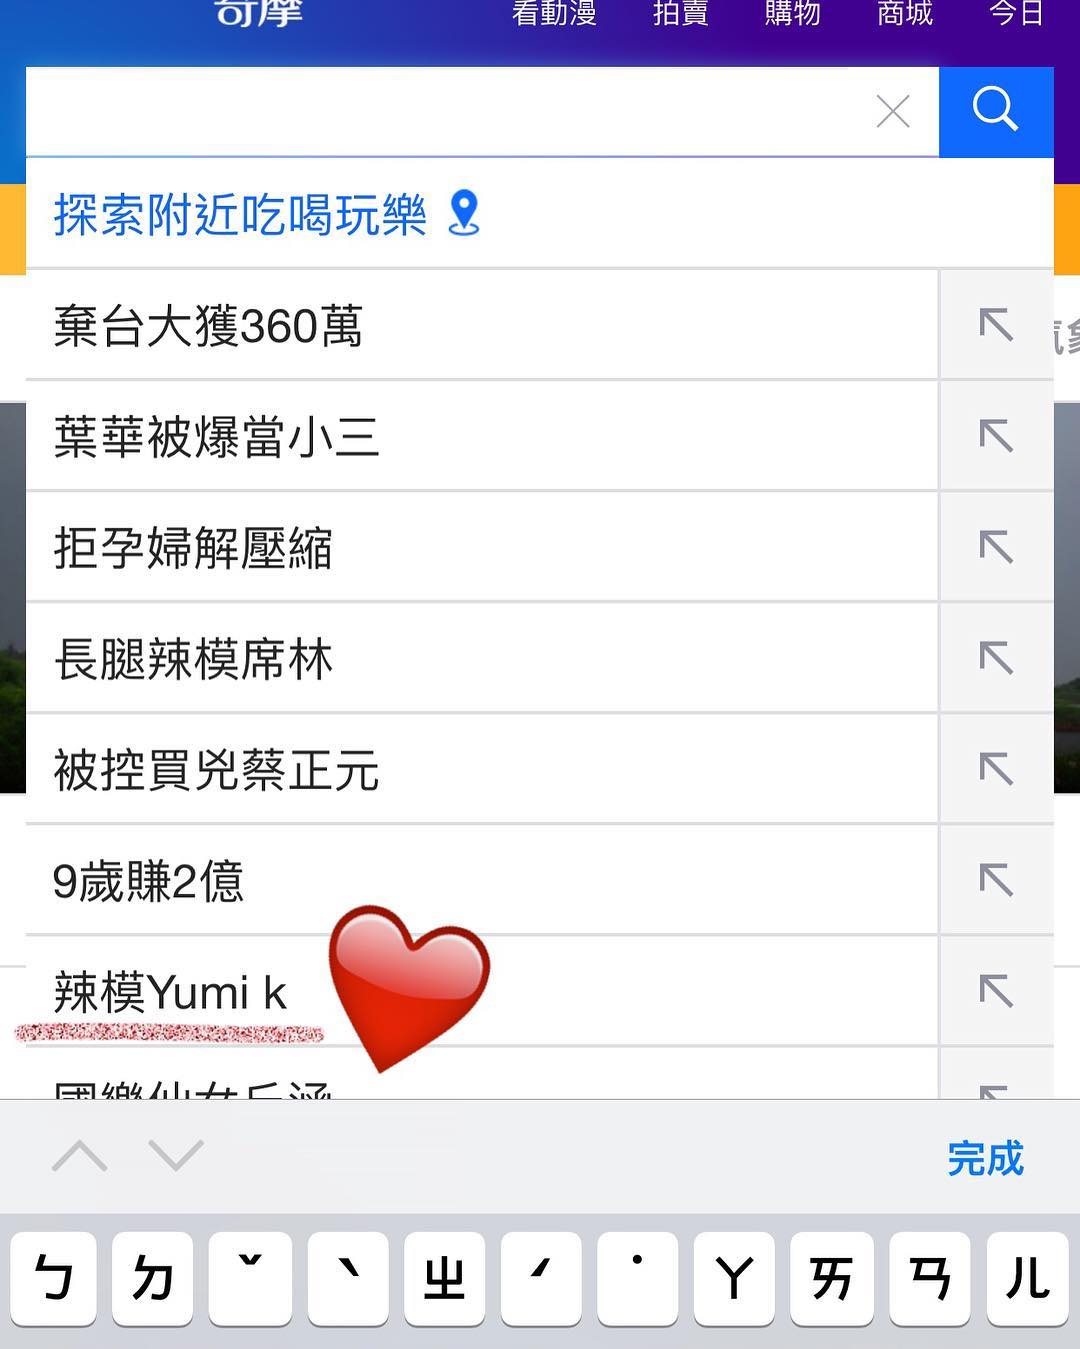 奇摩 看動漫 拍賣 購物 商城 今日
探索附近吃喝玩樂
棄台大獲360萬
葉華被爆當小三
拒孕婦解壓縮
長腿辣模席林
被控買兇蔡正元
9歲賺2億
辣模Yumi k
完成
ㄅ ㄉ ˇ ˋ ㄓ ˊ ˙ ㄚ ㄞ ㄢ ㄦ